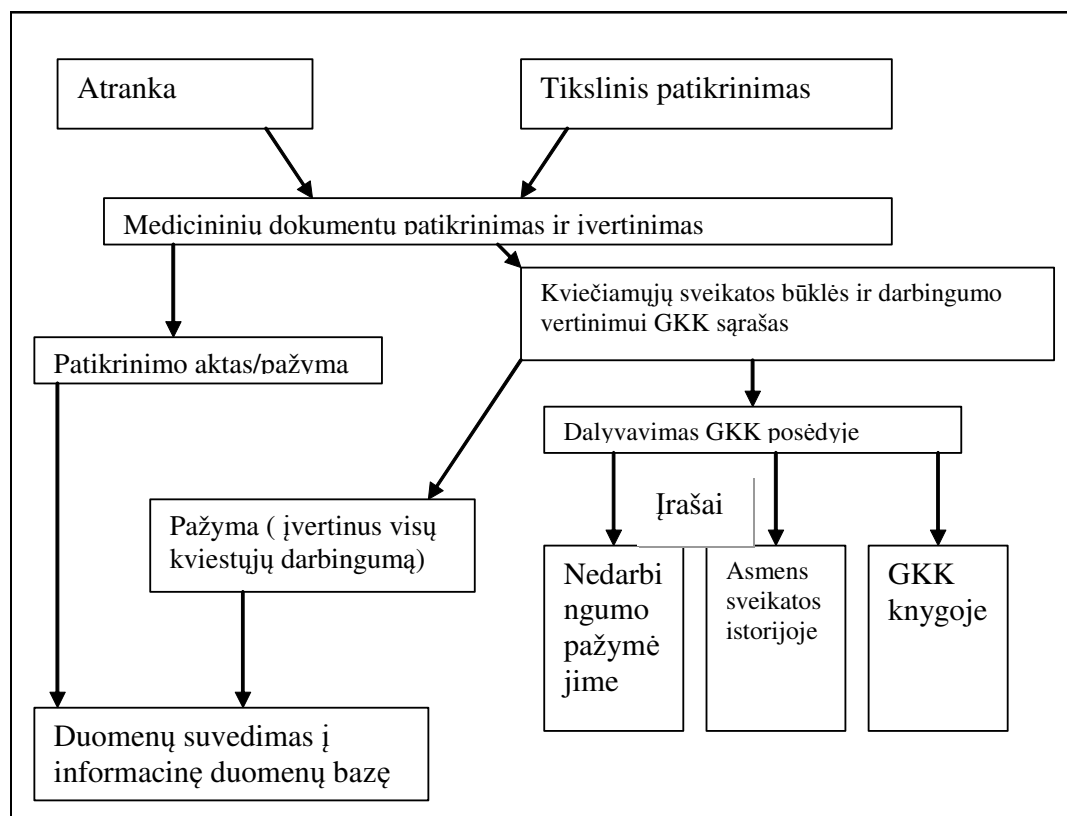 Atranka
Tikslinis patikrinimas
Medicininių dokumentų patikrinimas ir įvertinimas
Kviečiamųjų sveikatos būklės ir darbingumo
vertinimui GKK sąrašas
Patikrinimo aktas/pažyma
Dalyvavimas GKK posėdyje
Įrašai
Pažyma ( įvertinus visų
kviestųjų darbingumą)
Nedarbi
ngumo
pažymė
jime
Asmens
sveikatos
istorijoje
GKK
knygoje
Duomenų suvedimas į
informacinę duomenų bazę